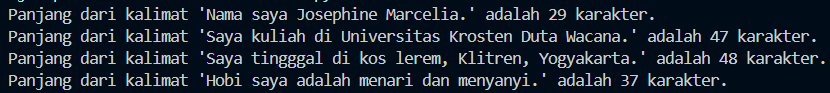 Panjang dari kalimat 'Nama saya Josephine Marcelia.' adalah 29 karakter.
Panjang dari kalimat 'Saya kuliah di Universitas Krosten Duta Wacana.' adalah 47 karakter.
Panjang dari kalimat 'Saya tingggal di kos lerem, Klitren, Yogyakarta.' adalah 48 karakter.
Panjang dari kalimat 'Hobi saya adalah menari dan menyanyi.' adalah 37 karakter.